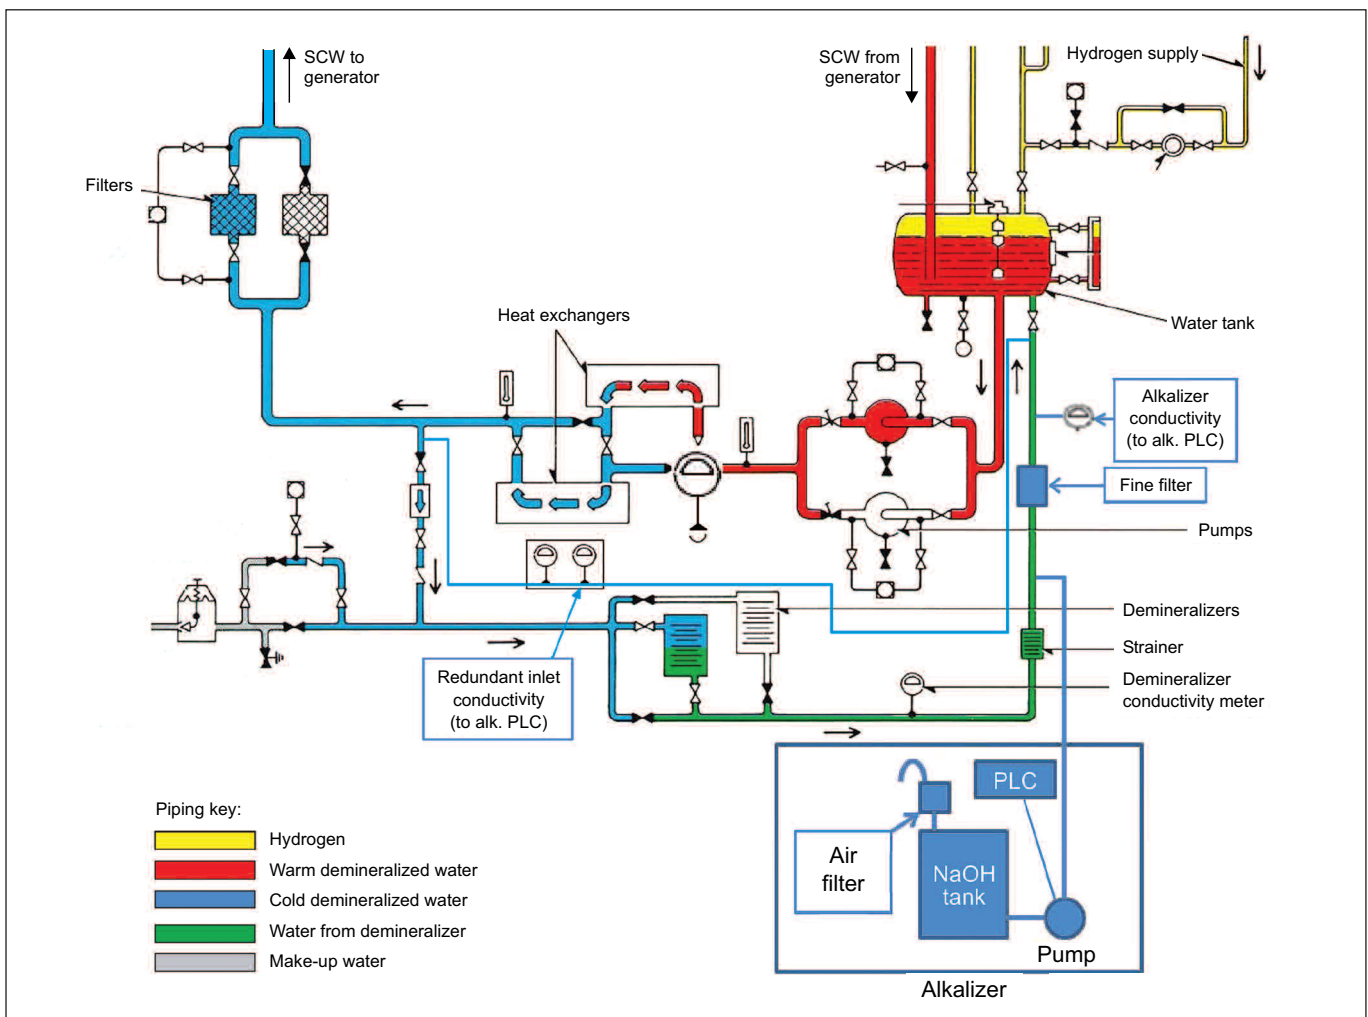 SCW to
generator
SCW from
generator
Hydrogen supply
Filters
Heat exchangers
Water tank
Alkalizer
conductivity
(to alk. PLC)
Fine filter
Pumps
Demineralizers
Strainer
Redundant inlet
conductivity
(to alk. PLC)
Demineralizer
conductivity meter
Piping key:
Hydrogen
Warm demineralized water
Cold demineralized water
Water from demineralizer
Make-up water
PLC
Air
filter
NaOH
tank
Pump
Alkalizer